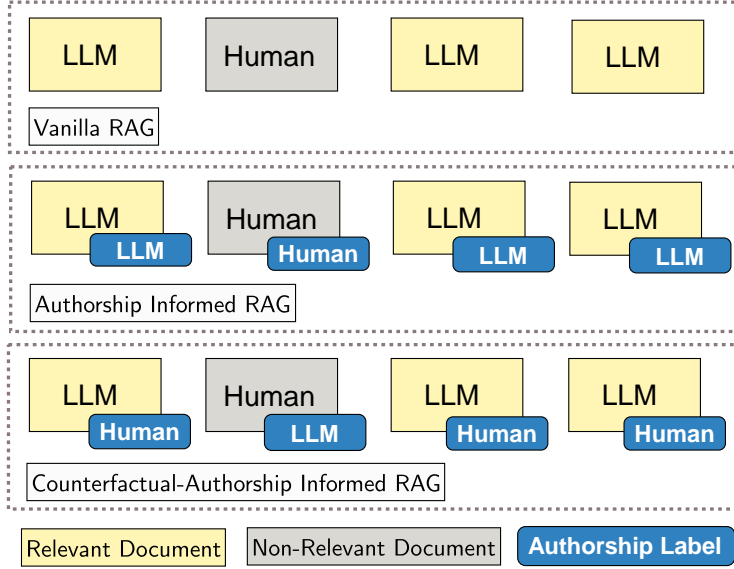 LLM Human LLM LLM
Vanilla RAG
LLM Human LLM LLM
LLM Human LLM LLM
Authorship Informed RAG
LLM Human LLM LLM
Human LLM Human Human
Counterfactual-Authorship Informed RAG
Relevant Document Non-Relevant Document Authorship Label